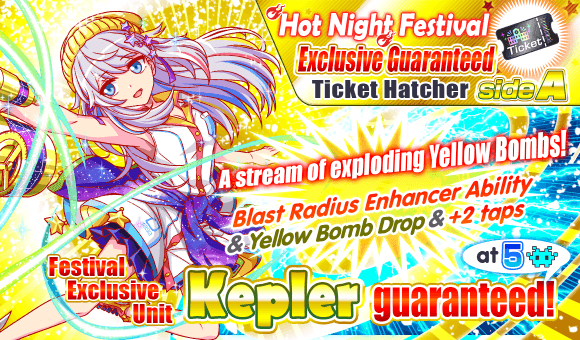 Hot Night Festival
Exclusive Guaranteed
Ticket Hatcher side A
Ticket
A stream of exploding Yellow Bombs!
Blast Radius Enhancer Ability
& Yellow Bomb Drop & +2 taps
at 5
Festival
Exclusive
Unit
Kepler guaranteed!